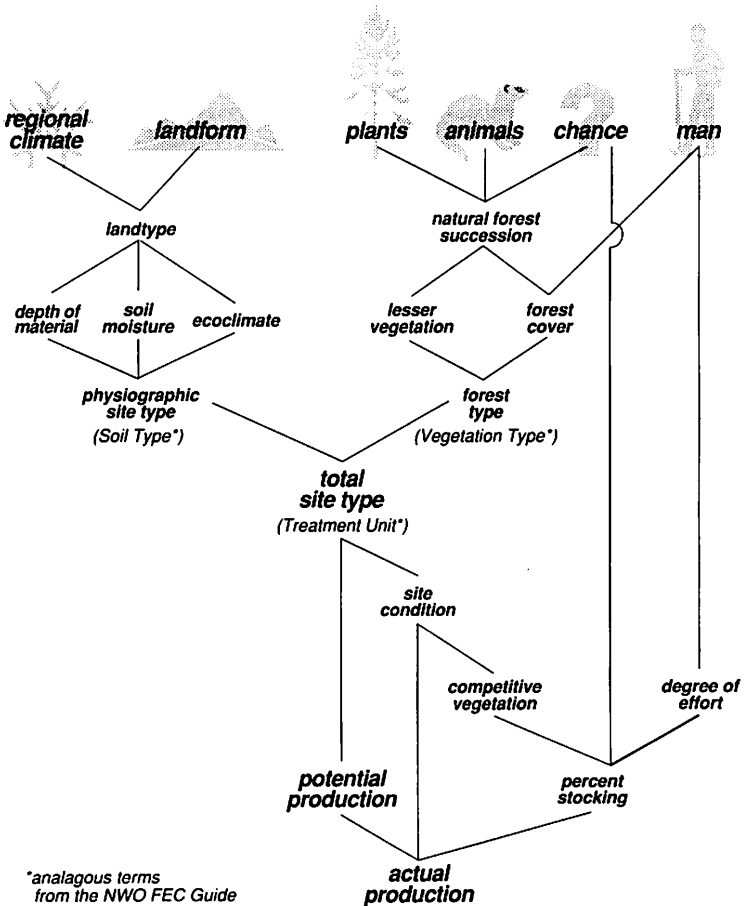 regional
climate
landform
plants
animals
chance
man
landtype
natural forest
succession
depth of
material
soil
moisture
ecoclimate
lesser
vegetation
forest
cover
physiographic
site type
(Soil Type*)
forest
type
(Vegetation Type*)
total
site type
(Treatment Unit*)
site
condition
competitive
vegetation
degree of
effort
potential
production
percent
stocking
actual
production
*analagous terms
from the NWO FEC Guide